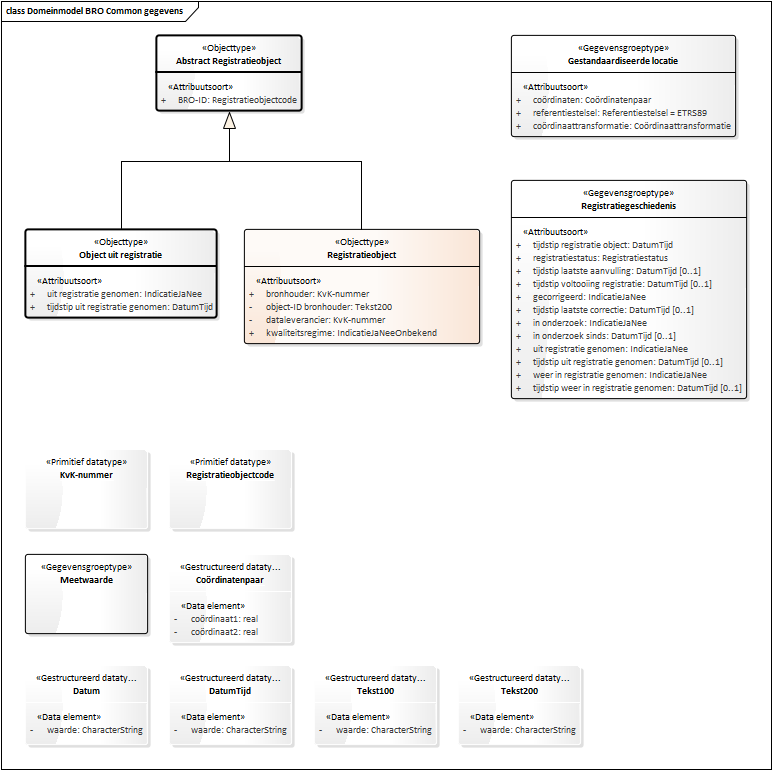 class Domeinmodel BRO Common gegevens
«Objecttype»
Abstract Registratieobject
«Attribuutsoort»
+ BRO-ID: Registratieobjectcode
«Gegevensgroeptype»
Gestandaardiseerde locatie
«Attribuutsoort»
+ coördinaten: Coördinatenpaar
+ referentiestelsel: Referentiestelsel = ETRS89
+ coördinaattransformatie: Coördinaattransformatie
«Gegevensgroeptype»
Registratiegeschiedenis
«Attribuutsoort»
+ tijdstip registratie object: DatumTijd
+ registratiestatus: Registratiestatus
+ tijdstip laatste aanvulling: DatumTijd [0..1]
+ tijdstip voltooiing registratie: DatumTijd [0..1]
+ gecorrigeerd: IndicatieJaNee
+ tijdstip laatste correctie: DatumTijd [0..1]
+ in onderzoek: IndicatieJaNee
+ in onderzoek sinds: DatumTijd [0..1]
+ uit registratie genomen: IndicatieJaNee
+ tijdstip uit registratie genomen: DatumTijd [0..1]
+ weer in registratie genomen: IndicatieJaNee
+ tijdstip weer in registratie genomen: DatumTijd [0..1]
«Objecttype»
Object uit registratie
«Attribuutsoort»
+ uit registratie genomen: IndicatieJaNee
+ tijdstip uit registratie genomen: DatumTijd
«Objecttype»
Registratieobject
«Attribuutsoort»
+ bronhouder: KvK-nummer
- object-ID bronhouder: Tekst200
- dataleverancier: KvK-nummer
+ kwaliteitsregime: IndicatieJaNeeOnbekend
«Primitief datatype»
KvK-nummer
«Primitief datatype»
Registratieobjectcode
«Gegevensgroeptype»
Meetwaarde
«Gestructureerd dataty...
Coördinatenpaar
«Data element»
- coördinaat1: real
- coördinaat2: real
«Gestructureerd dataty...
Datum
«Data element»
- waarde: CharacterString
«Gestructureerd dataty...
DatumTijd
«Data element»
- waarde: CharacterString
«Gestructureerd dataty...
Tekst100
«Data element»
- waarde: CharacterString
«Gestructureerd dataty...
Tekst200
«Data element»
- waarde: CharacterString